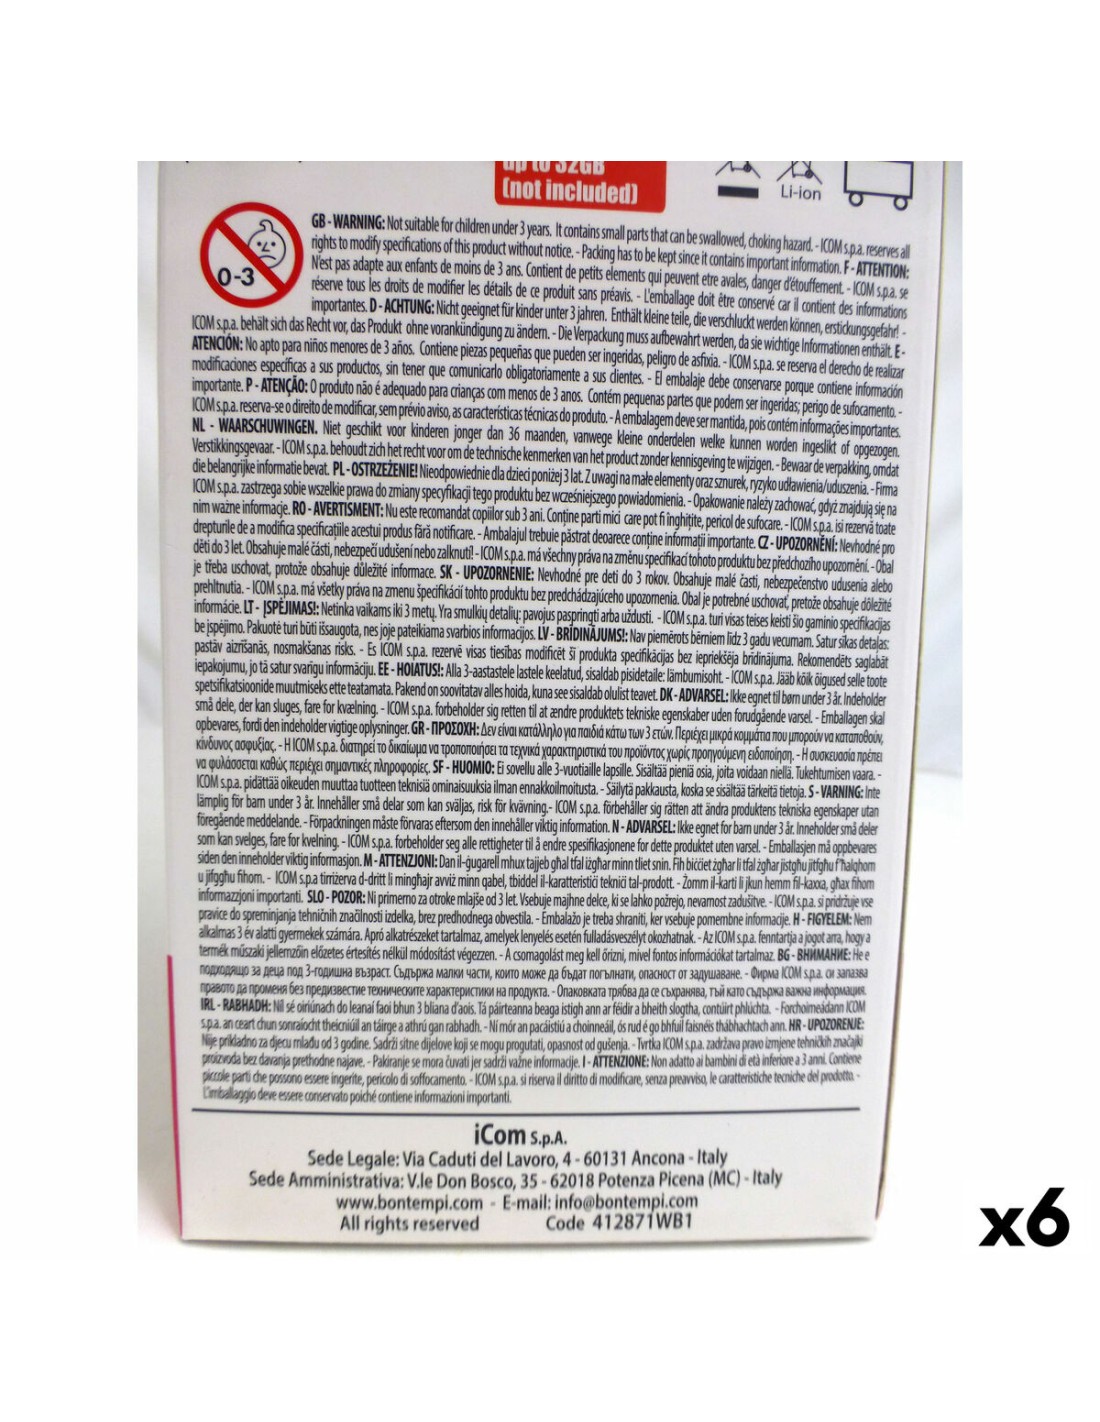 up to 32GB
(not included)
Li-ion
0-3
GB - WARNING: Not suitable for children under 3 years. It contains small parts that can be swallowed, choking hazard. - ICOM s.p.a. reserves all
rights to modify specifications of this product without notice. - Packing has to be kept since it contains important information. F - ATTENTION:
N'est pas adapte aux enfants de moins de 3 ans. Contient de petits elements qui peuvent etre avales, danger d'étouffement. - ICOM s.p.a. se
réserve tous les droits de modifier les détails de ce produit sans préavis. - L'emballage doit être conservé car il contient des informations
importantes. D - ACHTUNG: Nicht geeignet für kinder unter 3 jahren. Enthält kleine teile, die verschluckt werden können, erstickungsgefahr! -
ICOM s.p.a. behält sich das Recht vor, das Produkt ohne vorankündigung zu ändern. - Die Verpackung muss aufbewahrt werden, da sie wichtige Informationen enthält. E -
ATENCIÓN: No apto para niños menores de 3 años. Contiene piezas pequeñas que pueden ser ingeridas, peligro de asfixia. - ICOM s.p.a. se reserva el derecho de realizar
modificaciones específicas a sus productos, sin tener que comunicarlo obligatoriamente a sus clientes. - El embalaje debe conservarse porque contiene información
importante. P - ATENÇÃO: O produto não é adequado para crianças com menos de 3 anos. Contém pequenas partes que podem ser ingeridas; perigo de sufocamento. -
ICOM s.p.a. reserva-se o direito de modificar, sem prévio aviso, as características técnicas do produto. - A embalagem deve ser mantida, pois contém informações importantes.
NL - WAARSCHUWINGEN. Niet geschikt voor kinderen jonger dan 36 maanden, vanwege kleine onderdelen welke kunnen worden ingeslikt of opgezogen.
Verstikkingsgevaar. - ICOM s.p.a. behoudt zich het recht voor om de technische kenmerken van het product zonder kennisgeving te wijzigen. - Bewaar de verpakking, omdat
die belangrijke informatie bevat. PL - OSTRZEŻENIE! Nieodpowiednie dla dzieci poniżej 3 lat. Z uwagi na małe elementy oraz sznurek, ryzyko udławienia/uduszenia. - Firma
ICOM s.p.a. zastrzega sobie wszelkie prawa do zmiany specyfikacji tego produktu bez wcześniejszego powiadomienia. - Opakowanie należy zachować, gdyż znajdują się na
nim ważne informacje. RO - AVERTISMENT: Nu este recomandat copiilor sub 3 ani. Conține parti mici care pot fi înghițite, pericol de sufocare. - ICOM s.p.a. isi rezervă toate
drepturile de a modifica specificațiile acestui produs fără notificare. - Ambalajul trebuie păstrat deoarece conține informații importante. CZ - UPOZORNĚNÍ: Nevhodné pro
děti do 3 let. Obsahuje malé části, nebezpečí udušení nebo zalknutí! - ICOM s.p.a. má všechny práva na změnu specifikací tohoto produktu bez předchozího upozornění. - Obal
je třeba uschovat, protože obsahuje důležité informace. SK - UPOZORNENIE: Nevhodné pre deti do 3 rokov. Obsahuje malé časti, nebezpečenstvo udusenia alebo
prehltnutia. - ICOM s.p.a. má všetky práva na zmenu špecifikácií tohto produktu bez predchádzajúceho upozornenia. Obal je potrebné uschovať, pretože obsahuje dôležité
informácie. LT - ĮSPĖJIMAS!: Netinka vaikams iki 3 metų. Yra smulkių detalių: pavojus paspringti arba uždusti. - ICOM s.p.a. turi visas teises keisti šio gaminio specifikacijas
be įspėjimo. Pakuotė turi būti išsaugota, nes joje pateikiama svarbios informacijos. LV - BRĪDINĀJUMS!: Nav piemērots bērniem līdz 3 gadu vecumam. Satur sīkas detaļas:
pastāv aizrīšanās, nosmakšanas risks. - Es ICOM s.p.a. rezervē visas tiesības modificēt šī produkta specifikācijas bez iepriekšēja brīdinājuma. Rekomendēts saglabāt
iepakojumu, jo tā satur svarīgu informāciju. EE - HOIATUS!: Alla 3-aastastele lastele keelatud, sisaldab pisidetaile: lämbumisoht. - ICOM s.p.a. Jääb kõik õigused selle toote
spetsifikatsioonide muutmiseks ette teatamata. Pakend on soovitatav alles hoida, kuna see sisaldab olulist teavet. DK - ADVARSEL: Ikke egnet til børn under 3 år. Indeholder
små dele, der kan sluges, fare for kvælning. - ICOM s.p.a. forbeholder sig retten til at ændre produktets tekniske egenskaber uden forudgående varsel. - Emballagen skal
opbevares, fordi den indeholder vigtige oplysninger. GR - ΠΡΟΣΟΧΗ: Δεν είναι κατάλληλο για παιδιά κάτω των 3 ετών. Περιέχει μικρά κομμάτια που μπορούν να καταποθούν,
κίνδυνος ασφυξίας. - Η ICOM s.p.a. διατηρεί το δικαίωμα να τροποποιήσει τα τεχνικά χαρακτηριστικά του προϊόντος χωρίς προηγούμενη ειδοποίηση. - Η συσκευασία πρέπει
να φυλάσσεται καθώς περιέχει σημαντικές πληροφορίες. SF - HUOMIO: Ei sovellu alle 3-vuotiaille lapsille. Sisältää pieniä osia, joita voidaan niellä. Tukehtumisen vaara. -
ICOM s.p.a. pidättää oikeuden muuttaa tuotteen teknisiä ominaisuuksia ilman ennakkoilmoitusta. - Säilytä pakkausta, koska se sisältää tärkeitä tietoja. S - VARNING: Inte
lämplig för barn under 3 år. Innehåller små delar som kan sväljas, risk för kvävning.- ICOM s.p.a. förbehåller sig rätten att ändra produktens tekniska egenskaper utan
föregående meddelande. - Förpackningen måste förvaras eftersom den innehåller viktig information. N - ADVARSEL: Ikke egnet for barn under 3 år. Inneholder små deler
som kan svelges, fare for kvelning. - ICOM s.p.a. forbeholder seg alle rettigheter til å endre spesifikasjonene for dette produktet uten varsel. - Emballasjen må oppbevares
siden den inneholder viktig informasjon. M - ATTENZJONI: Dan il-ġugarell mhux tajjeb għal tfal iżgħar minn tliet snin. Fih biċċiet żgħar li tfal żgħar jistgħu jitfgħu f'ħalqhom
u jifgghu fihom. - ICOM s.p.a tirriżerva d-dritt li mingħajr avviż minn qabel, tbiddel il-karatteristiċi tekniċi tal-prodott. - Żomm il-karti li jkun hemm fil-kaxxa, għax fihom
informazzjoni importanti. SLO - POZOR: Ni primerno za otroke mlajše od 3 let. Vsebuje majhne delce, ki se lahko požrejo, nevarnost zadušitve. - ICOM s.p.a. si pridržuje vse
pravice do spreminjanja tehničnih značilnosti izdelka, brez predhodnega obvestila. - Embalažo je treba shraniti, ker vsebuje pomembne informacije. H - FIGYELEM: Nem
alkalmas 3 év alatti gyermekek számára. Apró alkatrészeket tartalmaz, amelyek lenyelés esetén fulladásveszélyt okozhatnak. - Az ICOM s.p.a. fenntartja a jogot arra, hogy a
termék műszaki jellemzőin előzetes értesítés nélkül módosítást végezzen. - A csomagolást meg kell őrizni, mivel fontos információkat tartalmaz. BG - ВНИМАНИЕ: Не е
подходящо за деца под 3-годишна възраст. Съдържа малки части, които може да бъдат погълнати, опасност от задушаване. - Фирма ICOM s.p.a. си запазва
правото да променя без предизвестие техническите характеристики на продукта. - Опаковката трябва да се съхранява, тъй като съдържа важна информация.
IRL - RABHADH: Níl sé oiriúnach do leanaí faoi bhun 3 bliana d'aois. Tá páirteanna beaga istigh ann ar féidir a bheith slogtha, contúirt phlúchta. - Forchoimeádann ICOM
s.p.a. an ceart chun sonraíocht theicniúil an táirge a athrú gan rabhadh. - Ní mór an pacáistiú a choinneáil, ós rud é go bhfuil faisnéis thábhachtach ann. HR - UPOZORENJE:
Nije prikladno za djecu mlađu od 3 godine. Sadrži sitne dijelove koji se mogu progutati, opasnost od gušenja. - Tvrtka ICOM s.p.a. zadržava pravo izmjene tehničkih značajki
proizvoda bez davanja prethodne najave. - Pakiranje se mora čuvati jer sadrži važne informacije. I - ATTENZIONE: Non adatto ai bambini di età inferiore a 3 anni. Contiene
piccole parti che possono essere ingerite, pericolo di soffocamento. - ICOM s.p.a. si riserva il diritto di modificare, senza preavviso, le caratteristiche tecniche del prodotto. -
L'imballaggio deve essere conservato poiché contiene informazioni importanti.
iCom S.p.A.
Sede Legale: Via Caduti del Lavoro, 4 - 60131 Ancona - Italy
Sede Amministrativa: V.le Don Bosco, 35 - 62018 Potenza Picena (MC) - Italy
www.bontempi.com - E-mail: info@bontempi.com
All rights reserved Code 412871WB1
x6